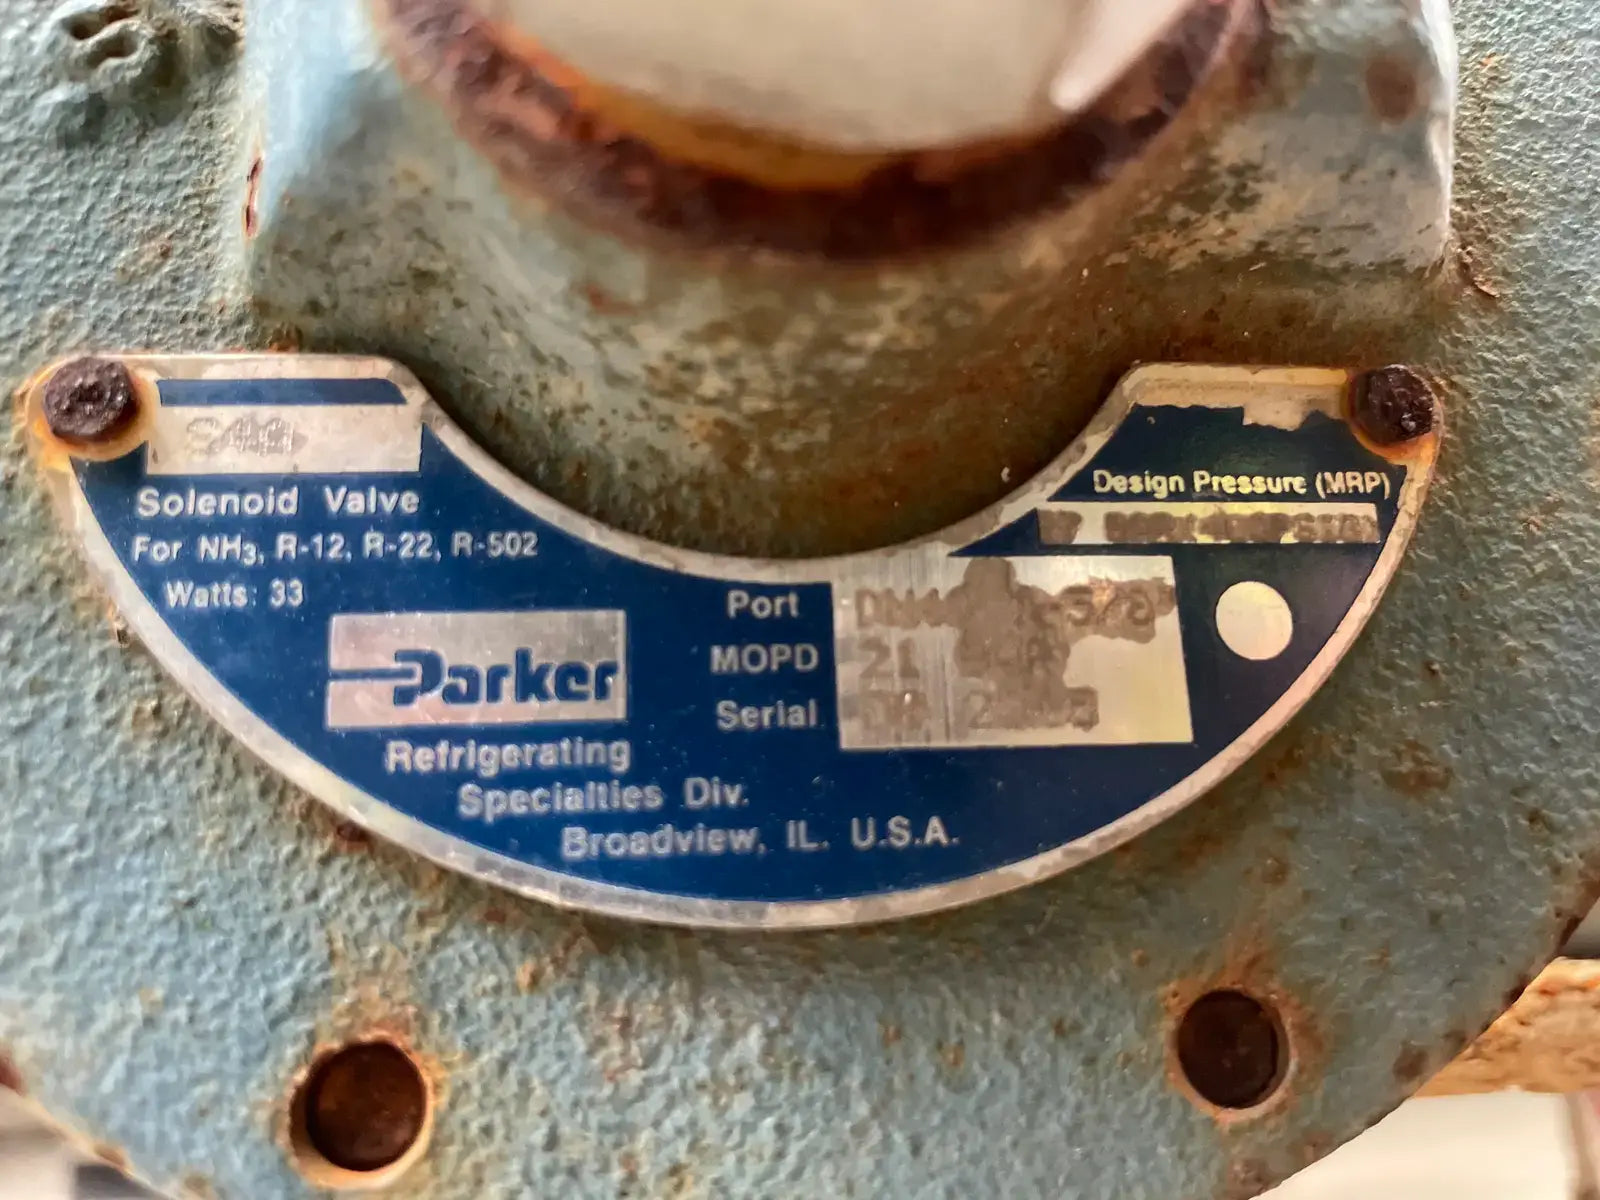 Solenoid Valve
For NH3, R-12, R-22, R-502
Watts: 33
Parker
Refrigerating
Specialties Div.
Broadview, IL. U.S.A.
Design Pressure (MRP)
Port
MOPD 21
Serial